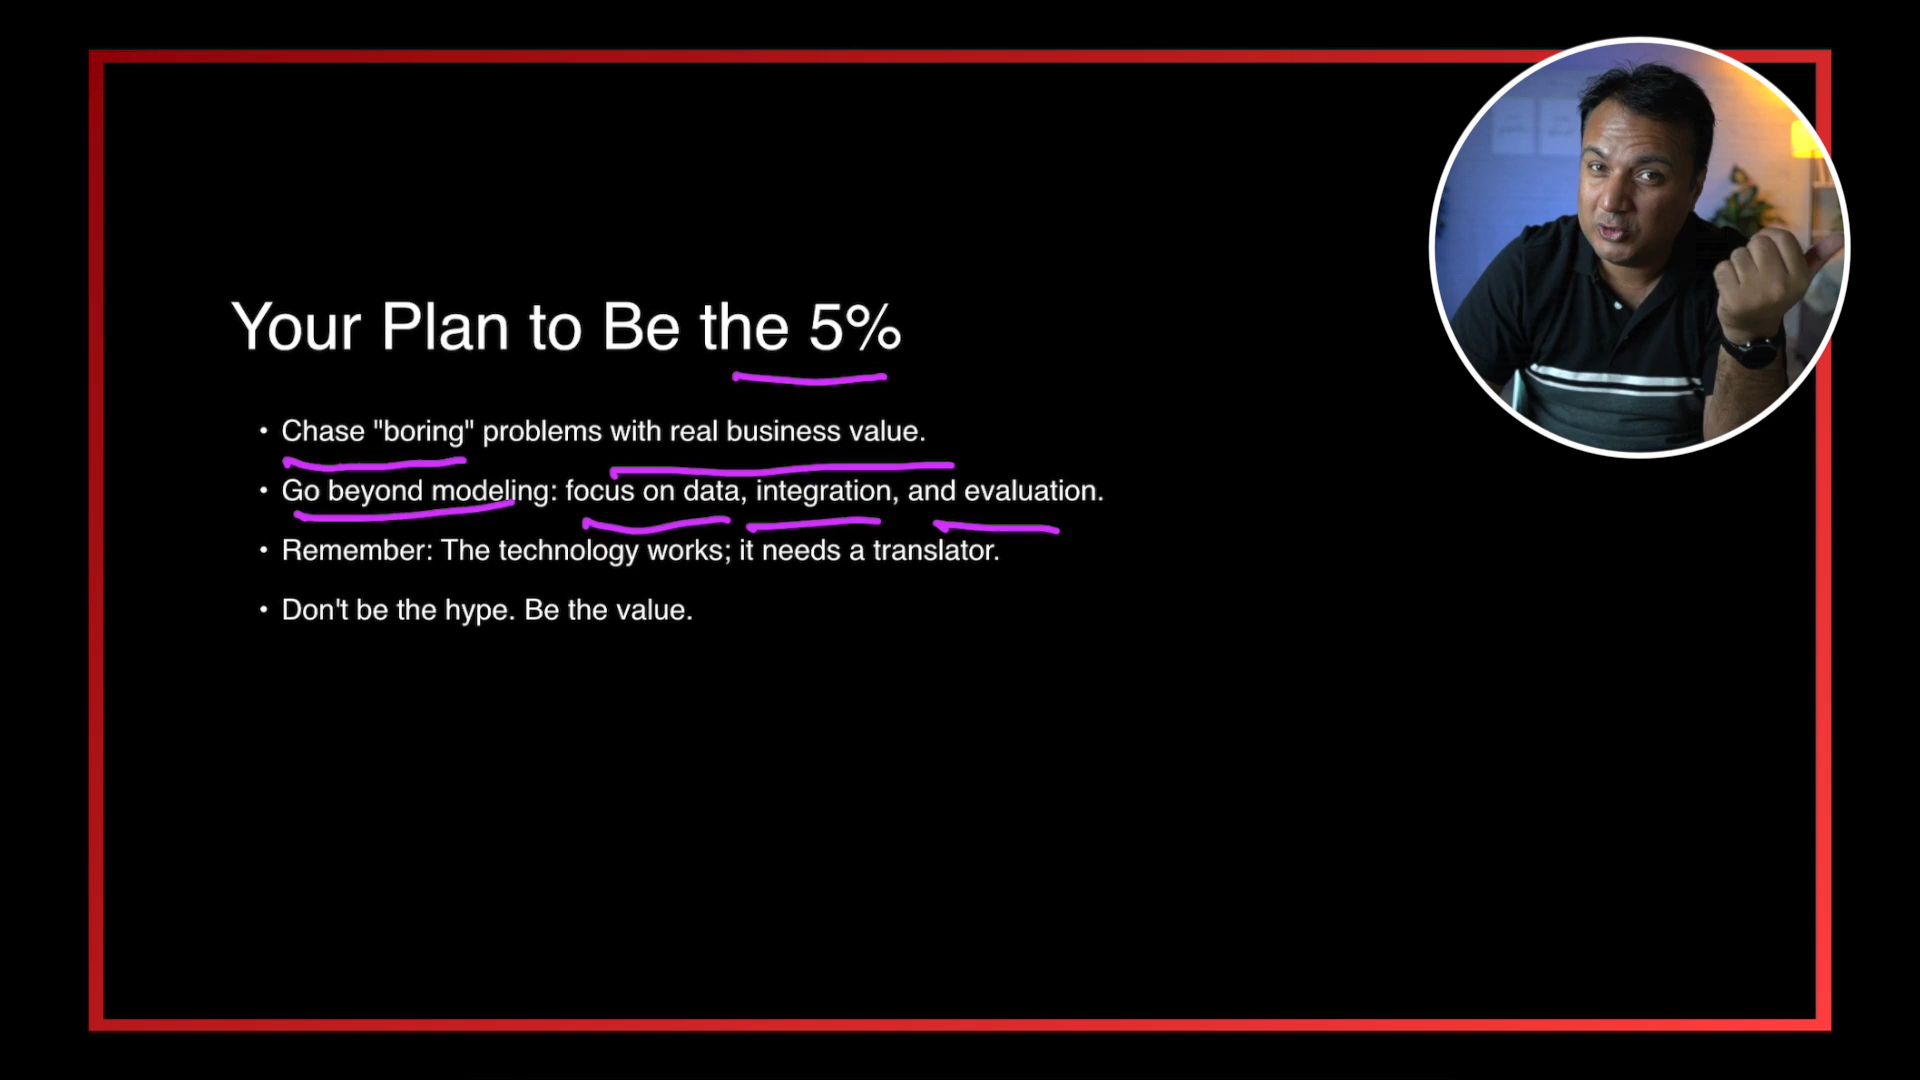 Your Plan to Be the 5%
• Chase "boring" problems with real business value.
• Go beyond modeling: focus on data, integration, and evaluation.
• Remember: The technology works; it needs a translator.
• Don't be the hype. Be the value.